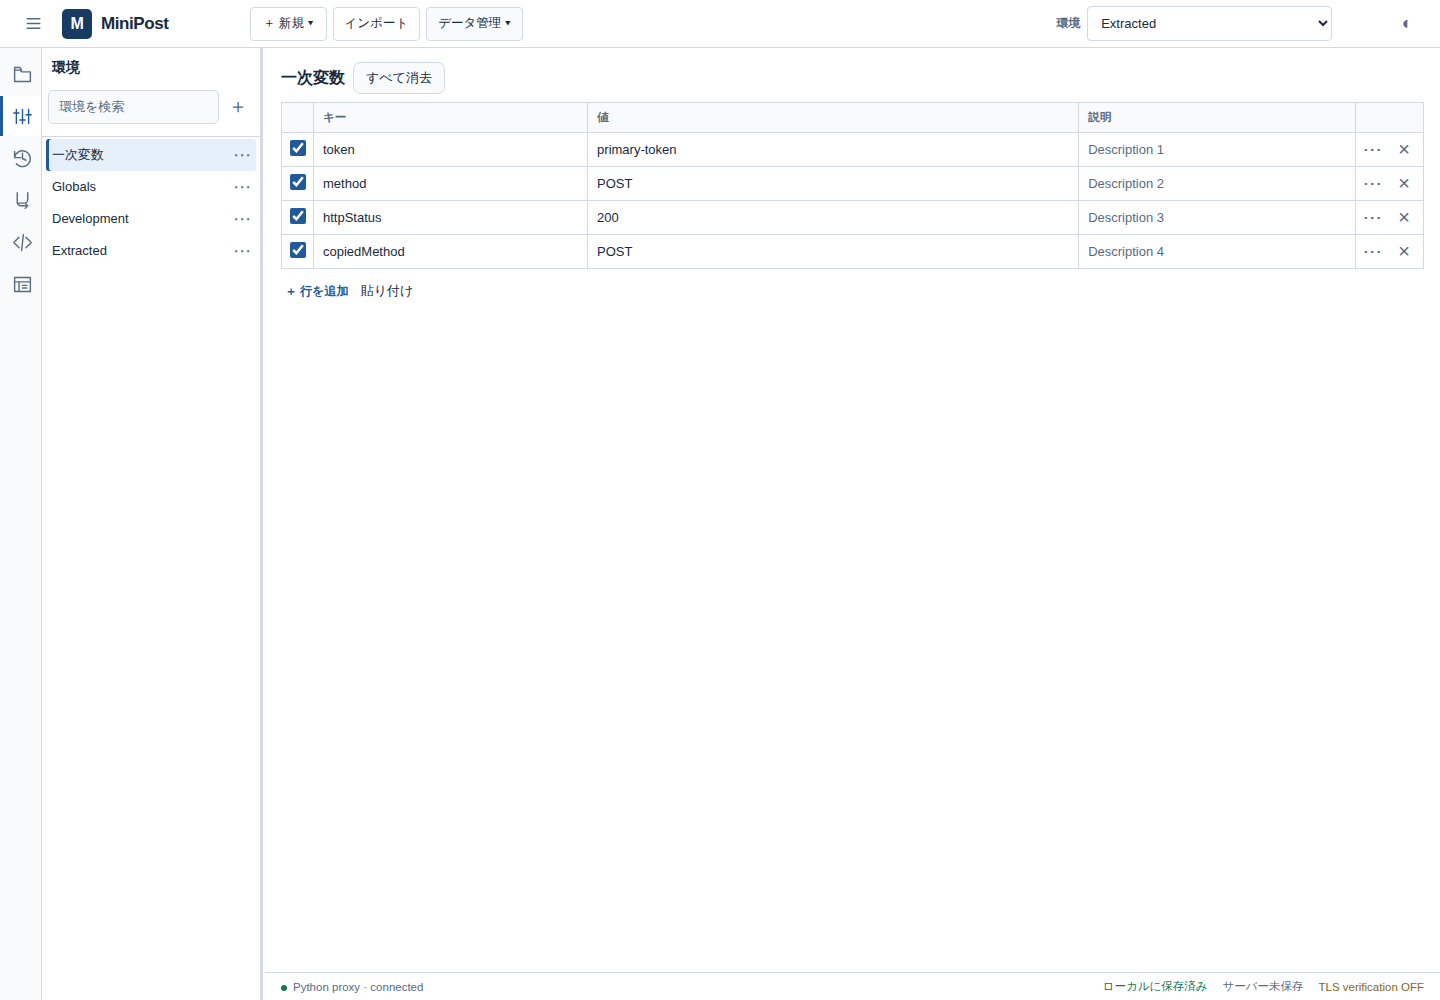 M MiniPost
＋ 新規 ▾
インポート
データ管理 ▾
環境 Extracted
環境
環境を検索
＋
一次変数 ···
Globals ···
Development ···
Extracted ···
一次変数 すべて消去
キー 値 説明
token primary-token Description 1 ··· ×
method POST Description 2 ··· ×
httpStatus 200 Description 3 ··· ×
copiedMethod POST Description 4 ··· ×
+ 行を追加 貼り付け
Python proxy · connected
ローカルに保存済み サーバー未保存 TLS verification OFF